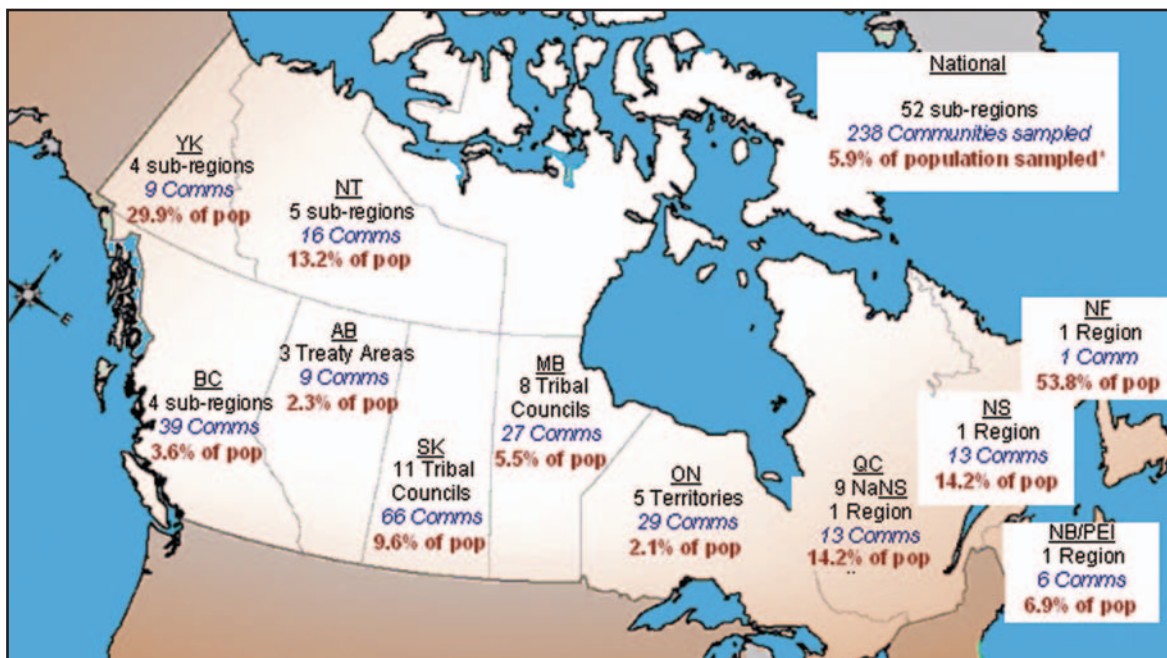 National
52 sub-regions
238 Communities sampled
5.9% of population sampled*
YK
4 sub-regions
9 Comms
29.9% of pop
NT
5 sub-regions
16 Comms
13.2% of pop
N
E
BC
4 sub-regions
39 Comms
3.6% of pop
AB
3 Treaty Areas
9 Comms
2.3% of pop
SK
11 Tribal
Councils
66 Comms
9.6% of pop
MB
8 Tribal
Councils
27 Comms
5.5% of pop
ON
5 Territories
29 Comms
2.1% of pop
QC
9 NaNS
1 Region
13 Comms
14.2% of pop
NF
1 Region
1 Comm
53.8% of pop
NS
1 Region
13 Comms
14.2% of pop
NB/PEI
1 Region
6 Comms
6.9% of pop